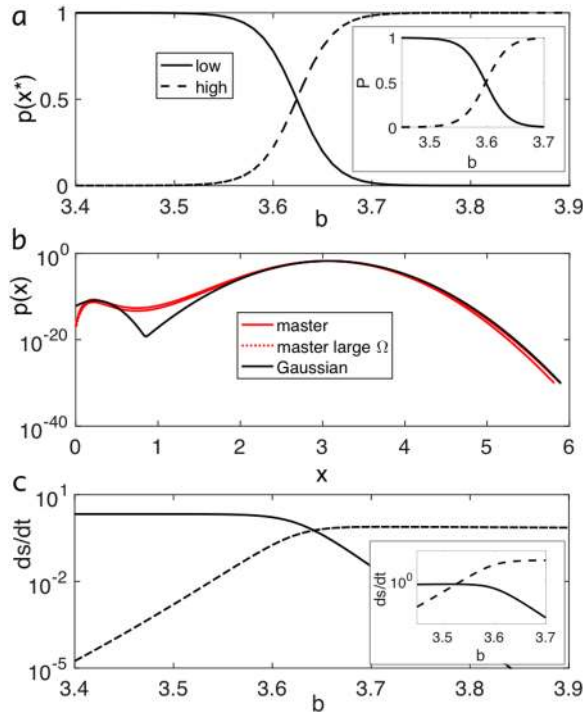 a
p(x*)
1
0.5
0
low
high
3.4 3.5 3.6 3.7 3.8 3.9
b
P
1
0.5
0
3.5 3.6 3.7
b
b
p(x)
10^0
10^-20
10^-40
master
master large Ω
Gaussian
0 1 2 3 4 5 6
x
c
ds/dt
10^1
10^-2
10^-5
3.4 3.5 3.6 3.7 3.8 3.9
b
ds/dt
10^0
3.5 3.6 3.7
b